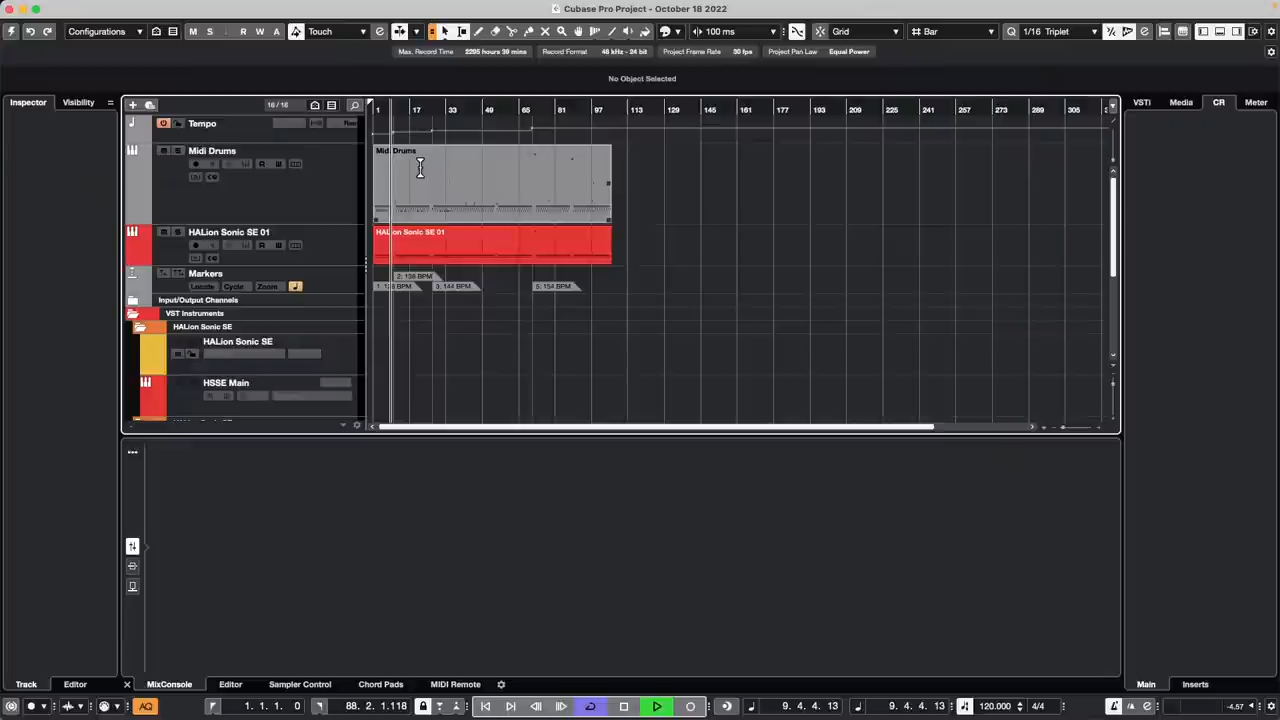 Cubase Pro Project - October 18 2022
Configurations M S L R W A Touch 100 ms Grid Bar Q 1/16 Triplet
Max. Record Time 2295 hours 39 mins Record Format 48 kHz - 24 bit Project Frame Rate 30 fps Project Pan Law Equal Power
No Object Selected
Inspector Visibility VSTi Media CR Meter
16 / 16 1 17 33 49 65 81 97 113 129 145 161 177 193 209 225 241 257 273 289 305
Tempo
Midi Drums Midi Drums
R W
HALion Sonic SE 01 HALion Sonic SE 01
R W
Markers 2: 136 BPM
Locate Cycle Zoom 3: 144 BPM 5: 154 BPM
Input/Output Channels
VST Instruments
HALion Sonic SE
HALion Sonic SE
HSSE Main
Track Editor MixConsole Editor Sampler Control Chord Pads MIDI Remote Main Inserts
AQ 1. 1. 1. 0 88. 2. 1.118 9. 4. 4. 13 9. 4. 4. 13 120.000 4/4 -4.57